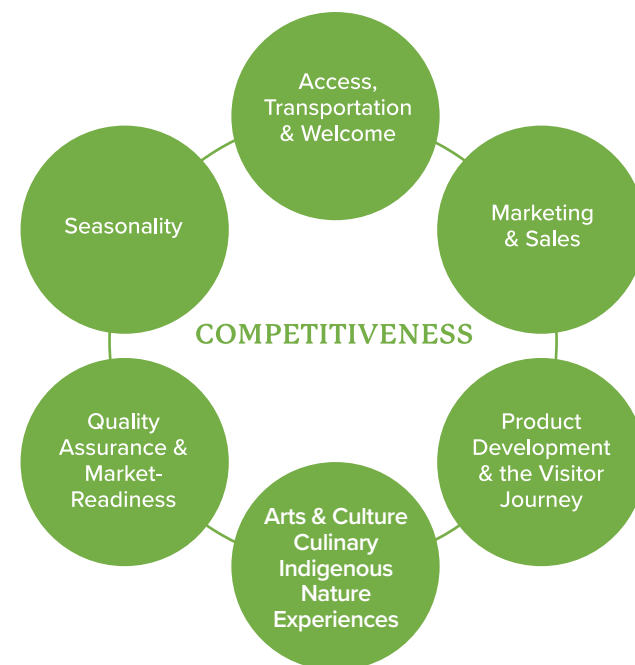 Access,
Transportation
& Welcome
Seasonality
Marketing
& Sales
COMPETITIVENESS
Quality
Assurance &
Market-
Readiness
Product
Development
& the Visitor
Journey
Arts & Culture
Culinary
Indigenous
Nature
Experiences